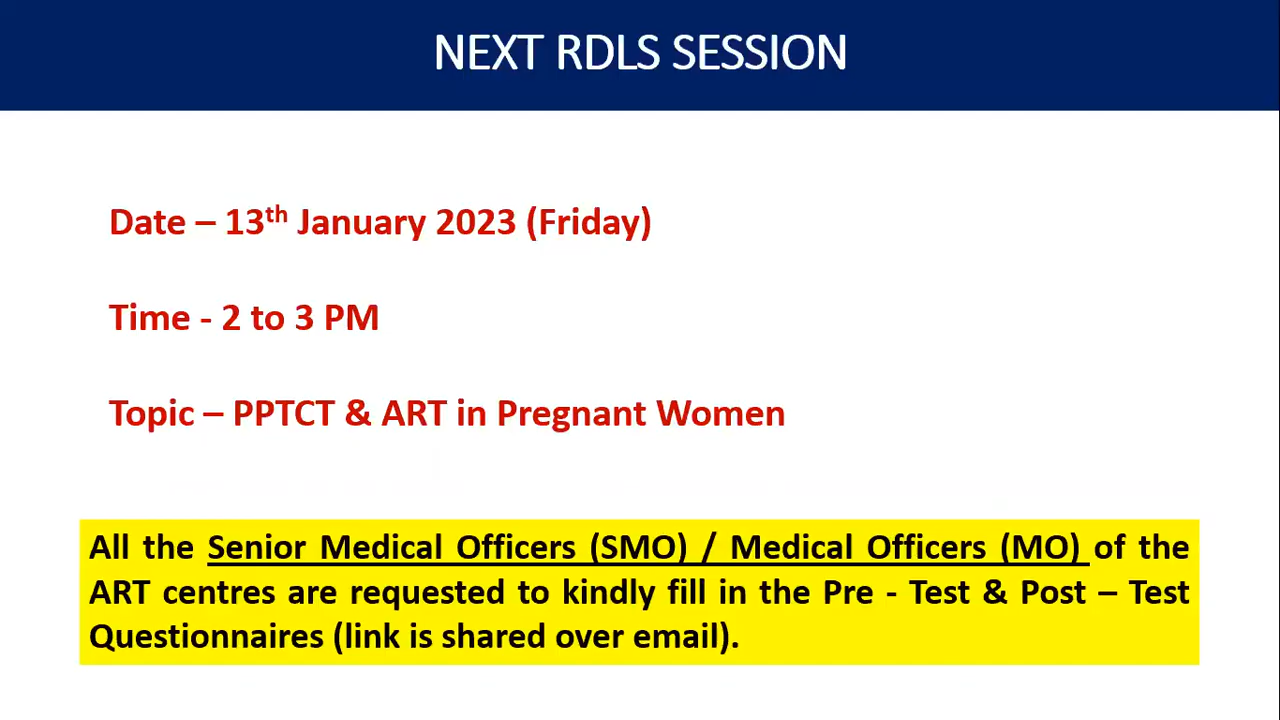 NEXT RDLS SESSION
Date – 13th January 2023 (Friday)
Time - 2 to 3 PM
Topic – PPTCT & ART in Pregnant Women
All the Senior Medical Officers (SMO) / Medical Officers (MO) of the
ART centres are requested to kindly fill in the Pre - Test & Post – Test
Questionnaires (link is shared over email).